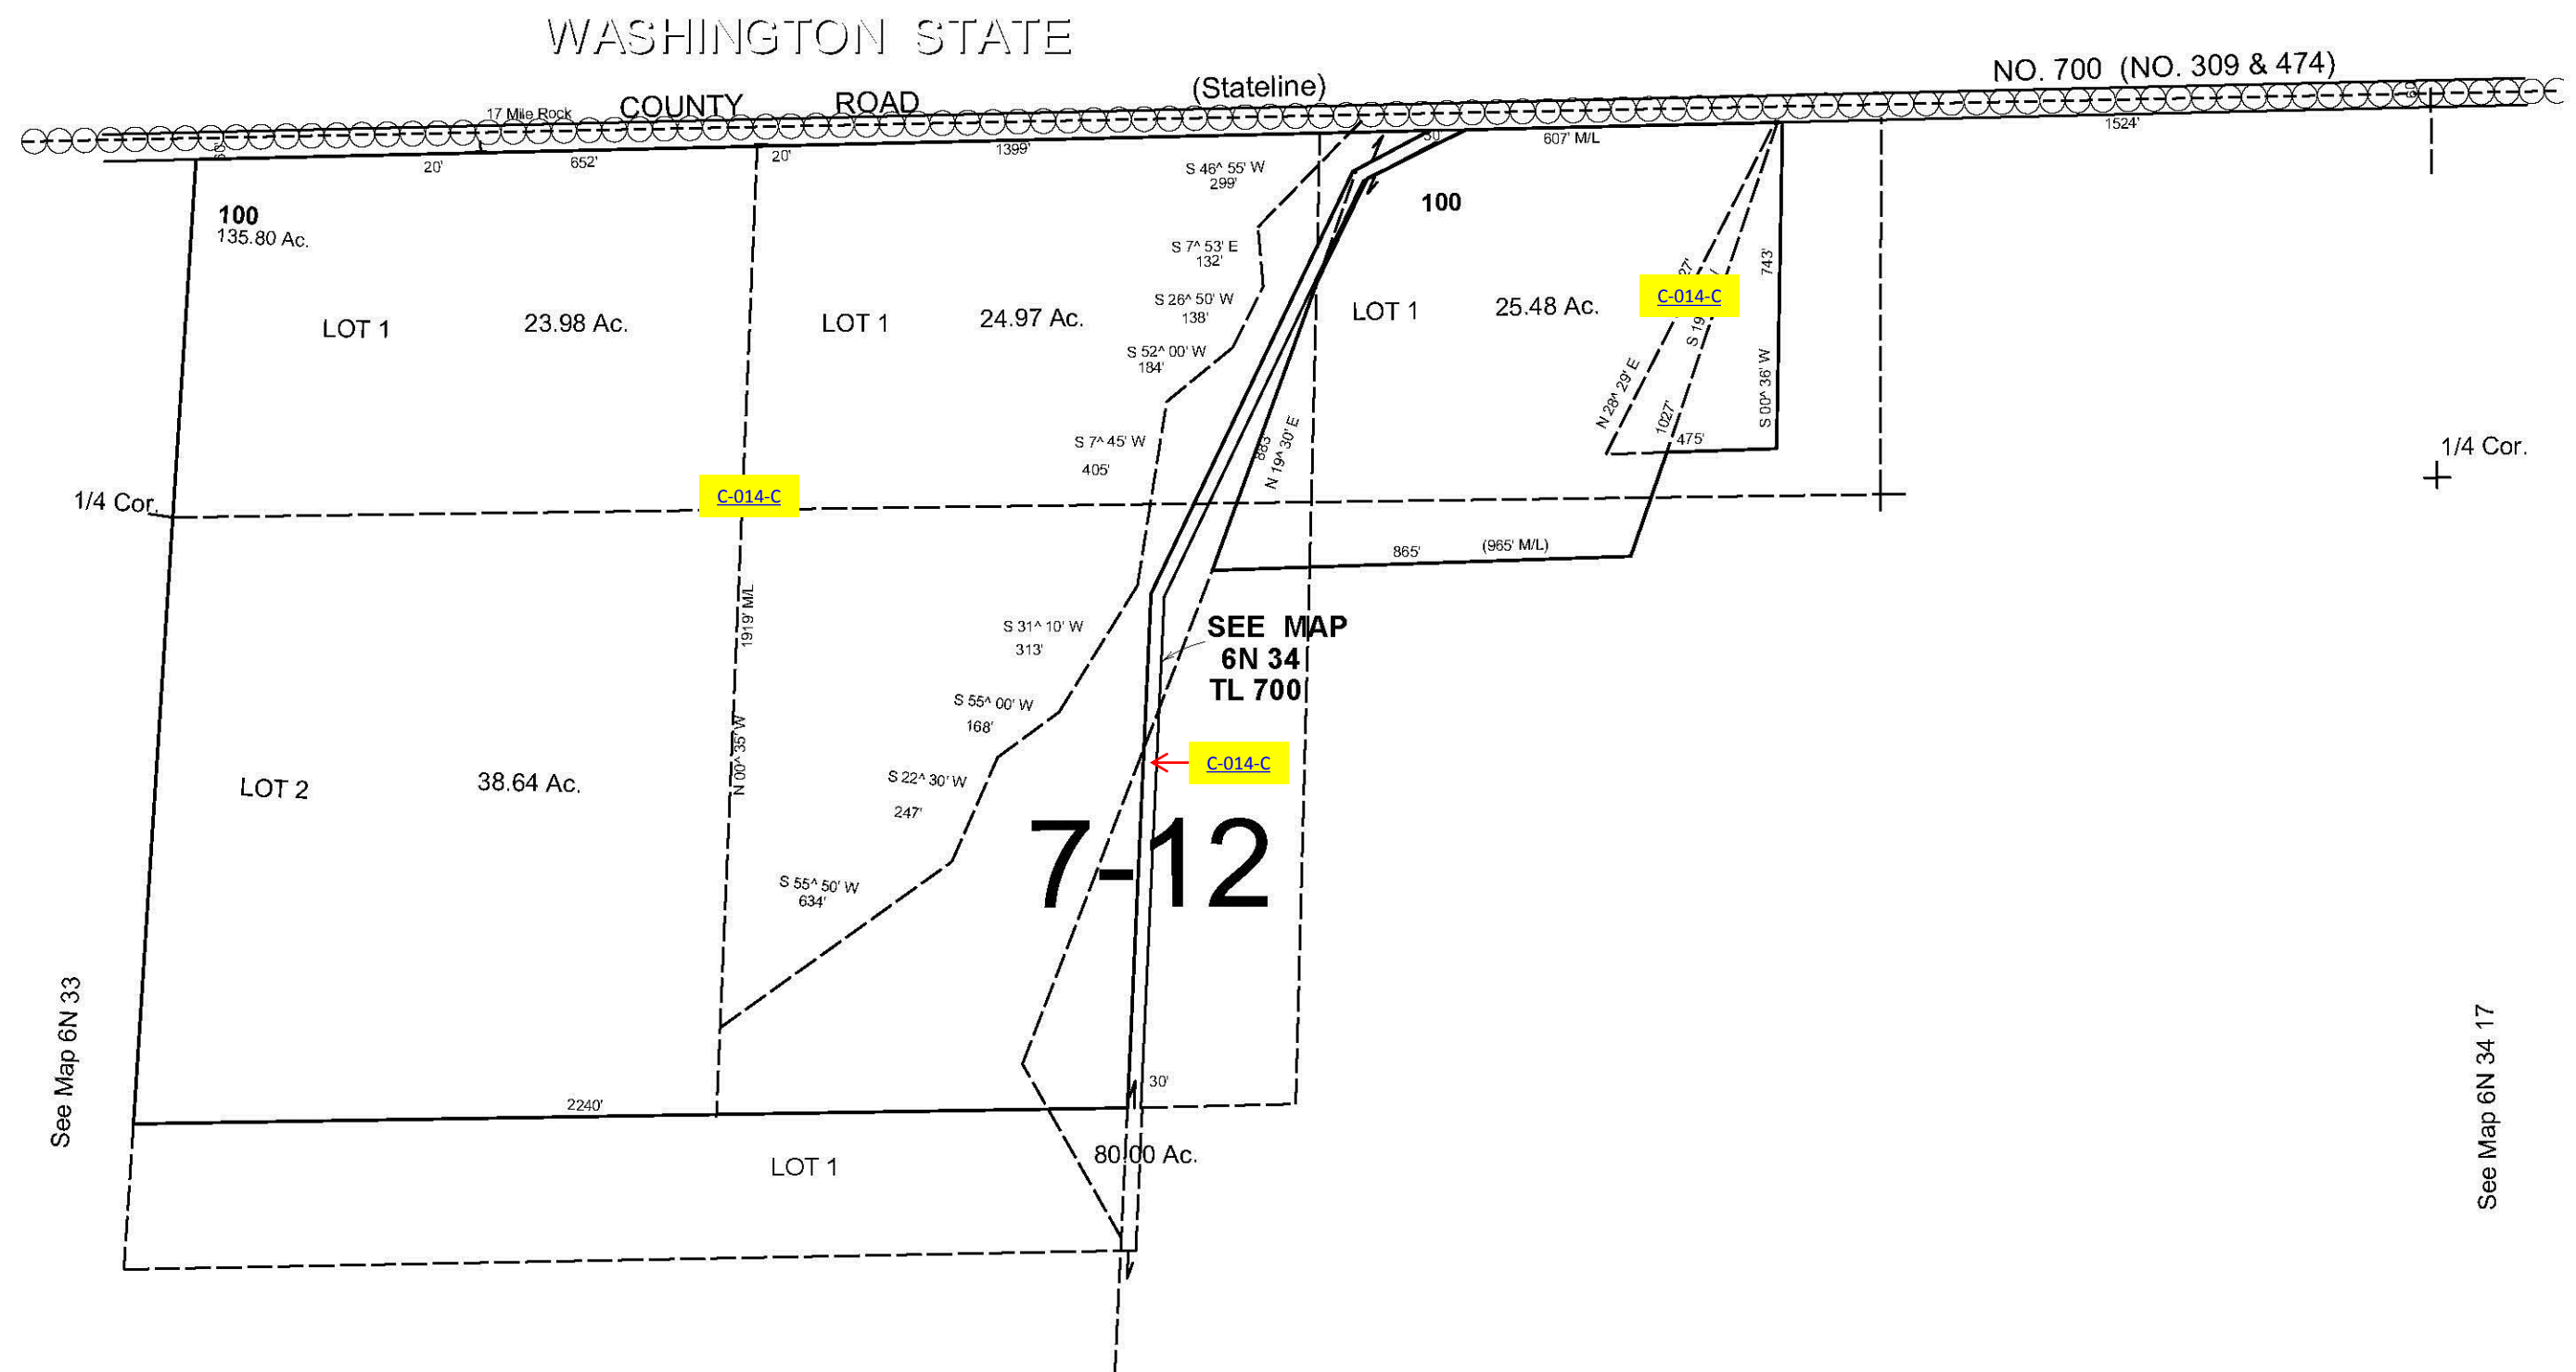 WASHINGTON STATE
NO. 700 (NO. 309 & 474)
(Stateline)
COUNTY ROAD
17 Mile Rock
60'
20'
652'
20'
1399'
30'
607' M/L
1524'
60
S 46^ 55' W
299'
100
135.80 Ac.
100
S 7^ 53' E
132'
743'
C-014-C
27'
S 26^ 50' W
138'
LOT 1
23.98 Ac.
LOT 1
24.97 Ac.
LOT 1
25.48 Ac.
S 19
S 52^ 00' W
184'
N 28^ 29' E
1027'
S 00^ 36' W
475'
S 7^ 45' W
405'
883'
N 19^ 30' E
1/4 Cor.
1/4 Cor.
C-014-C
865'
(965' M/L)
1919' M/L
S 31^ 10' W
313'
SEE MAP
6N 34
TL 700
S 55^ 00' W
168'
N 00^ 35' W
C-014-C
LOT 2
38.64 Ac.
S 22^ 30' W
247'
7-12
S 55^ 50' W
634'
See Map 6N 33
See Map 6N 34 17
30'
2240'
LOT 1
80.00 Ac.